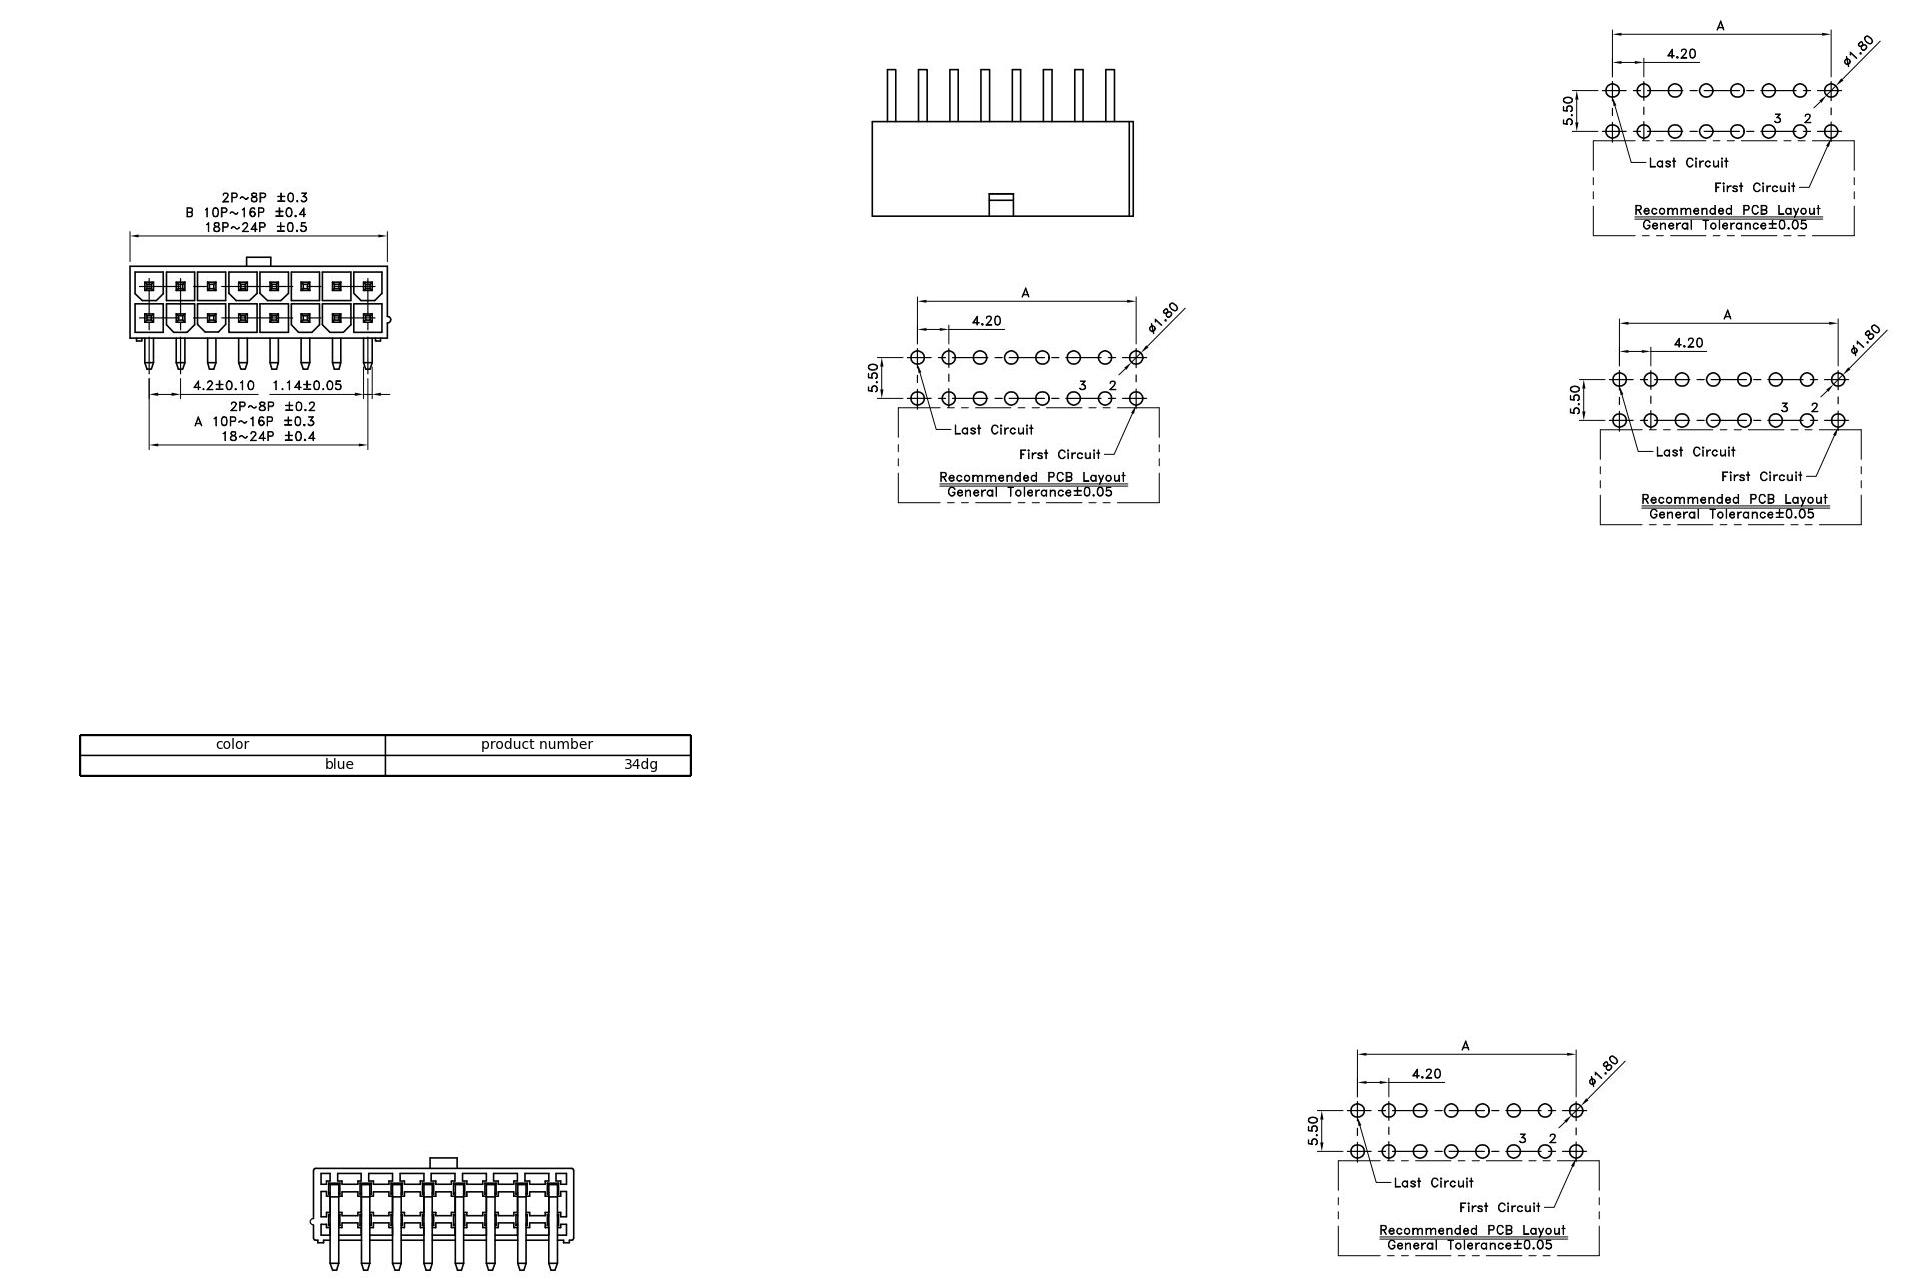 A
4.20
ø1.80
5.50
3 2
Last Circuit
First Circuit
Recommended PCB Layout
General Tolerance±0.05
2P~8P ±0.3
B 10P~16P ±0.4
18P~24P ±0.5
4.2±0.10 1.14±0.05
2P~8P ±0.2
A 10P~16P ±0.3
18~24P ±0.4
A
4.20
ø1.80
5.50
3 2
Last Circuit
First Circuit
Recommended PCB Layout
General Tolerance±0.05
A
4.20
ø1.80
5.50
3 2
Last Circuit
First Circuit
Recommended PCB Layout
General Tolerance±0.05
color product number
blue 34dg
A
4.20
ø1.80
5.50
3 2
Last Circuit
First Circuit
Recommended PCB Layout
General Tolerance±0.05